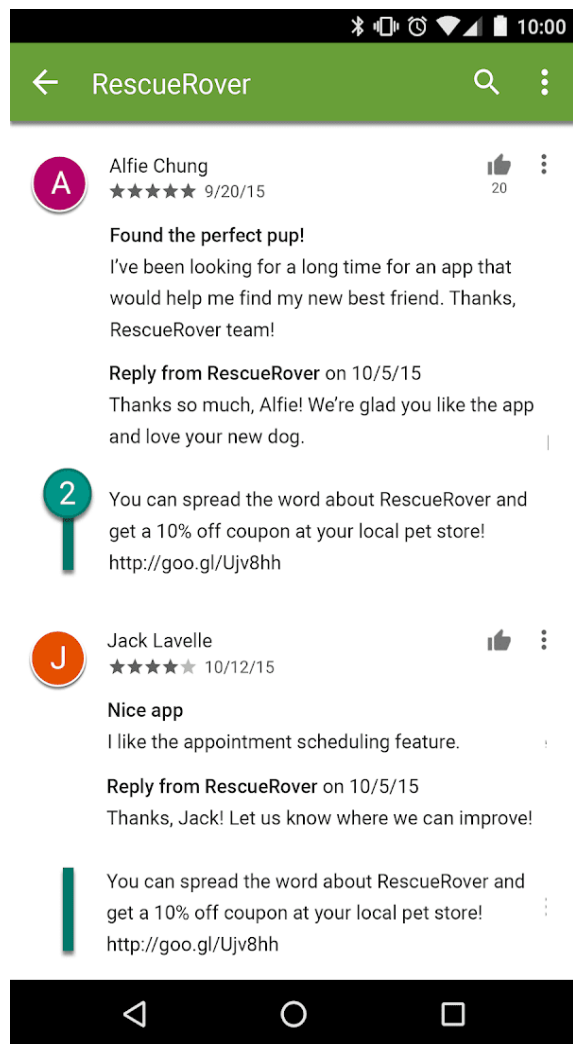 10:00
RescueRover
A
Alfie Chung
★★★★★ 9/20/15
20
Found the perfect pup!
I’ve been looking for a long time for an app that
would help me find my new best friend. Thanks,
RescueRover team!
Reply from RescueRover on 10/5/15
Thanks so much, Alfie! We’re glad you like the app
and love your new dog.
2
You can spread the word about RescueRover and
get a 10% off coupon at your local pet store!
http://goo.gl/Ujv8hh
J
Jack Lavelle
★★★★★ 10/12/15
Nice app
I like the appointment scheduling feature.
Reply from RescueRover on 10/5/15
Thanks, Jack! Let us know where we can improve!
You can spread the word about RescueRover and
get a 10% off coupon at your local pet store!
http://goo.gl/Ujv8hh